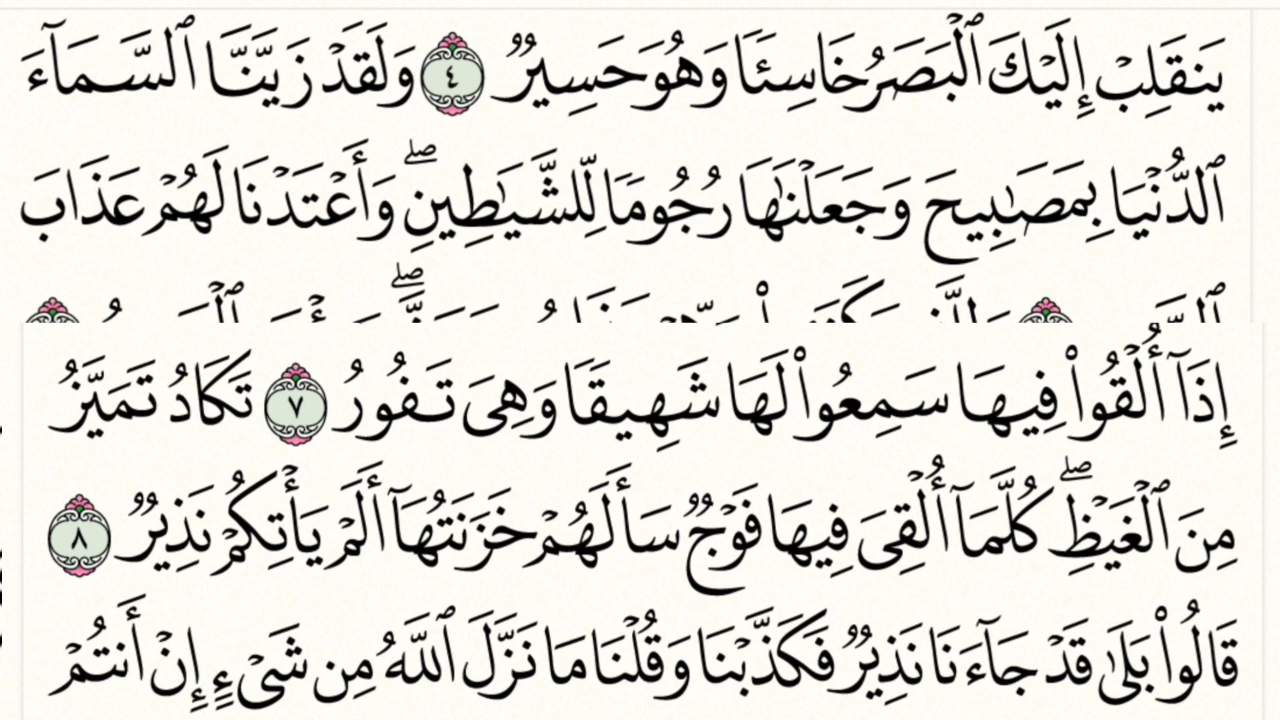 يَنقَلِبْ إِلَيْكَ ٱلْبَصَرُ خَاسِئًا وَهُوَ حَسِيرٌ ٤ وَلَقَدْ زَيَّنَّا ٱلسَّمَآءَ
ٱلدُّنْيَا بِمَصَٰبِيحَ وَجَعَلْنَٰهَا رُجُومًا لِّلشَّيَٰطِينِ ۖ وَأَعْتَدْنَا لَهُمْ عَذَابَ
إِذَآ أُلْقُوا۟ فِيهَا سَمِعُوا۟ لَهَا شَهِيقًا وَهِىَ تَفُورُ ٧ تَكَادُ تَمَيَّزُ
مِنَ ٱلْغَيْظِ ۖ كُلَّمَآ أُلْقِىَ فِيهَا فَوْجٌ سَأَلَهُمْ خَزَنَتُهَآ أَلَمْ يَأْتِكُمْ نَذِيرٌ ٨
قَالُوا۟ بَلَىٰ قَدْ جَآءَنَا نَذِيرٌ فَكَذَّبْنَا وَقُلْنَا مَا نَزَّلَ ٱللَّهُ مِن شَىْءٍ إِنْ أَنتُمْ